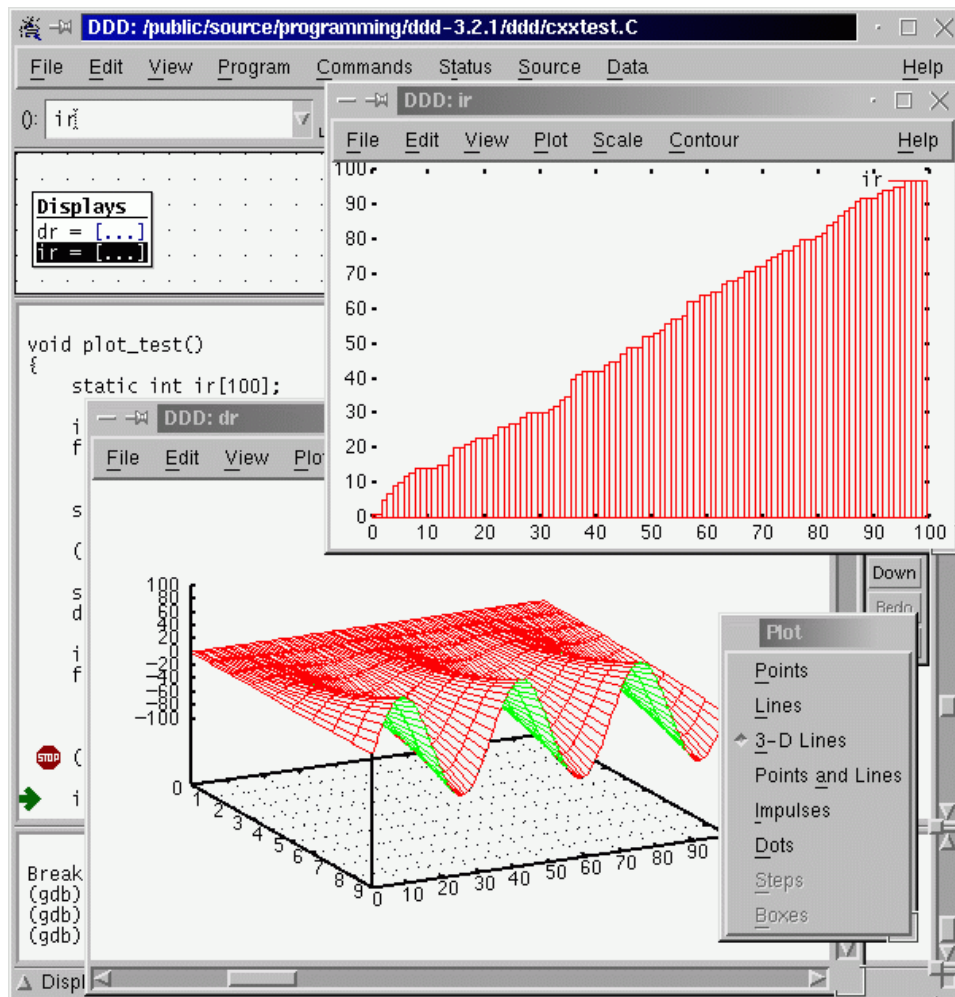 DDD: /public/source/programming/ddd-3.2.1/ddd/cxxtest.C
File Edit View Program Commands Status Source Data Help
(): ir
Displays
dr = [...]
ir = [...]
DDD: ir
File Edit View Plot Scale Contour Help
ir
100
90
80
70
60
50
40
30
20
10
0
0 10 20 30 40 50 60 70 80 90 100
void plot_test()
{
static int ir[100];
i
f
s
(
s
d
i
f
STOP (
i
DDD: dr
File Edit View Plo
100
80
60
40
20
0
-20
-40
-60
-80
-100
0 1 2 3 4 5 6 7 8 9
0 10 20 30 40 50 60 70 80 90
Down
Redo
Plot
Points
Lines
3-D Lines
Points and Lines
Impulses
Dots
Steps
Boxes
Break
(gdb)
(gdb)
(gdb)
Displ